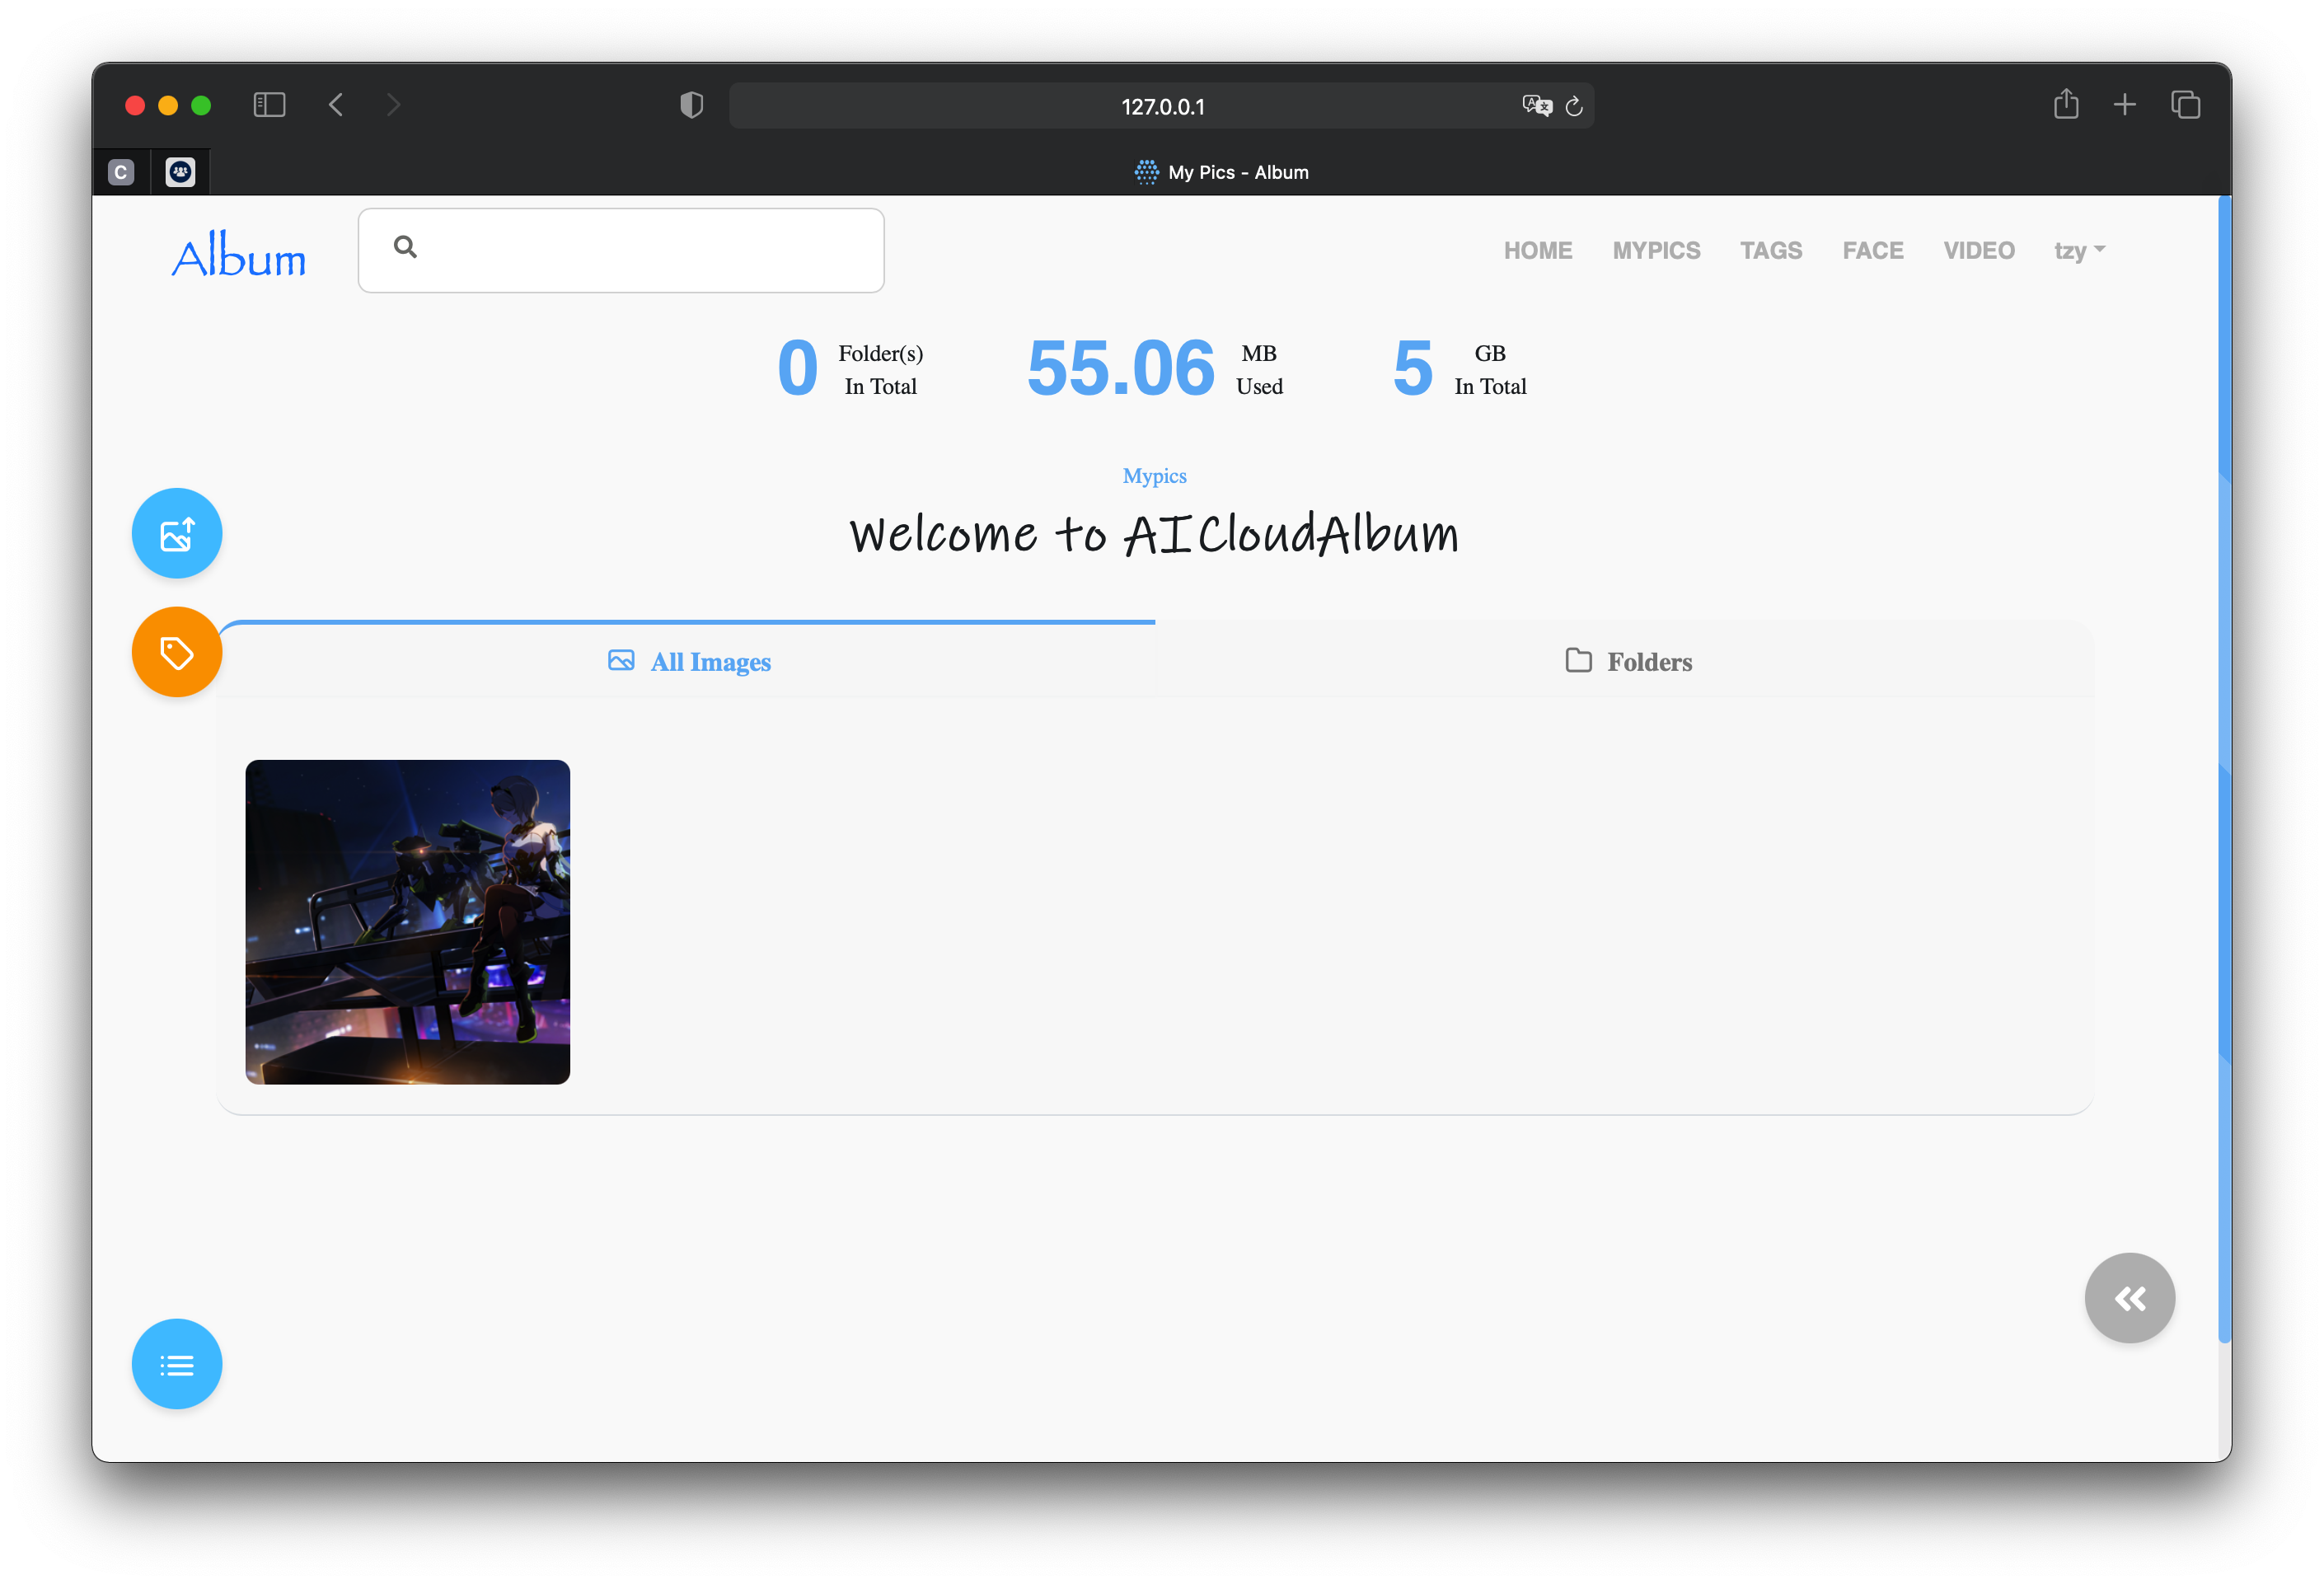 127.0.0.1
C
My Pics - Album
Album
HOME MYPICS TAGS FACE VIDEO tzy
0 Folder(s) In Total
55.06 MB Used
5 GB In Total
Mypics
Welcome to AICloudAlbum
All Images
Folders